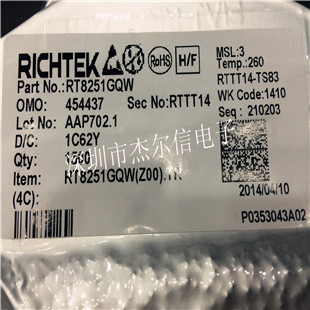 RICHTEK RoHS H/F
MSL:3
Temp.:260
Part No.:RT8251GQW
RTTT14-TS83
OMO: 454437 Sec No:RTTT14
WK Code:1410
Lot No: AAP702.1
Seq : 210203
D/C: 1C62Y
深圳市杰尔信电子
Qty:
Item: RT8251GQW(Z00).
(4C):
2014/04/10
P0353043A02